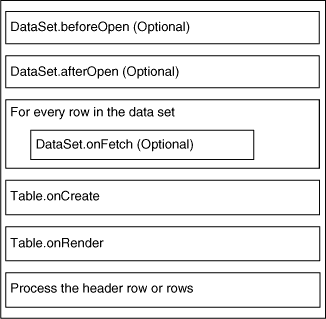 DataSet.beforeOpen (Optional)
DataSet.afterOpen (Optional)
For every row in the data set
DataSet.onFetch (Optional)
Table.onCreate
Table.onRender
Process the header row or rows